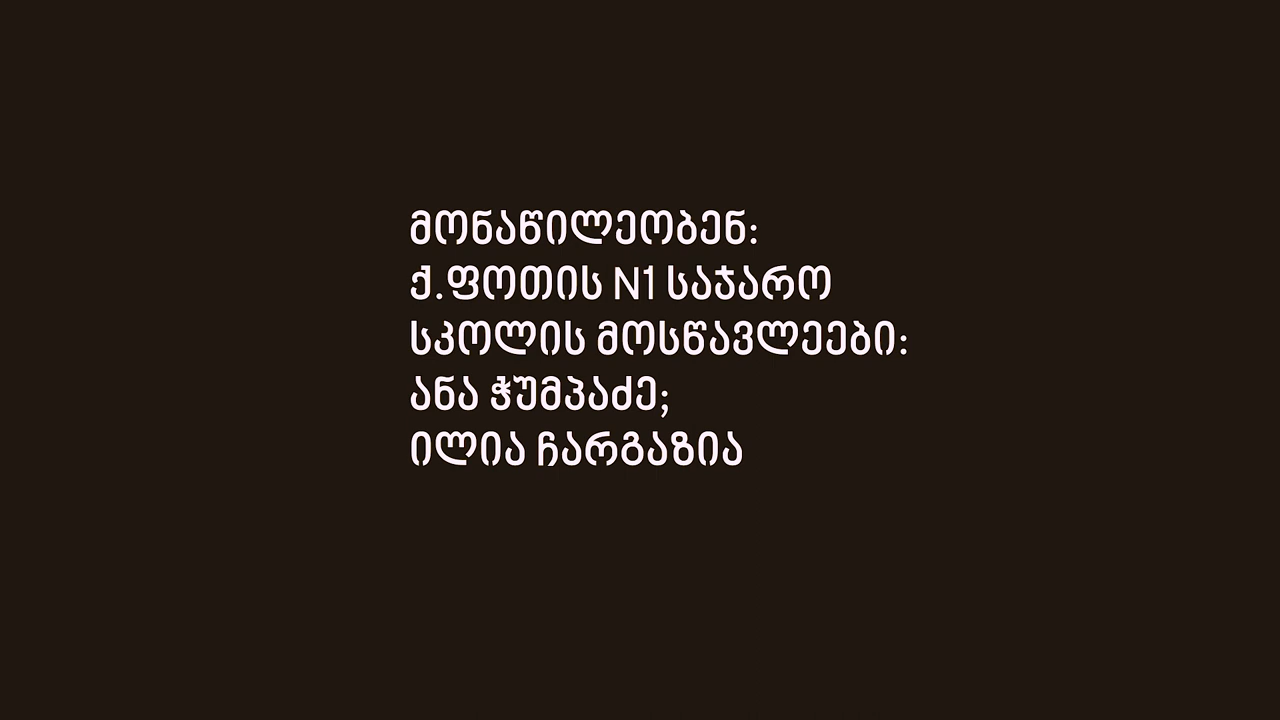 მონაწილეობენ:
ქ.ფოთის N1 საჯარო
სკოლის მოსწავლეები:
ანა ჭუმპაძე;
ილია ჩარგაზია